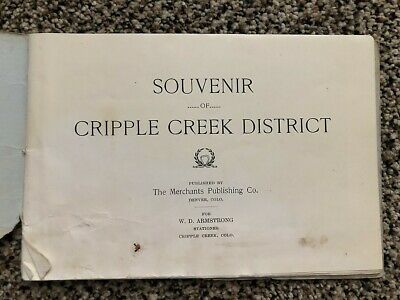 SOUVENIR
.....OF.....
CRIPPLE CREEK DISTRICT
PUBLISHED BY
The Merchants Publishing Co.
DENVER, COLO.
FOR
W. D. ARMSTRONG
STATIONER
CRIPPLE CREEK, COLO.